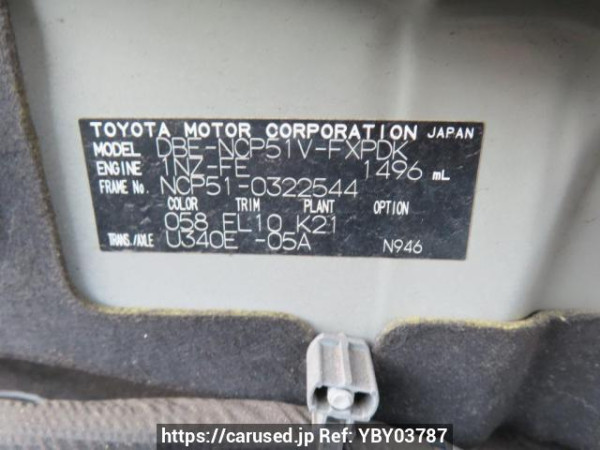 TOYOTA MOTOR CORPORATION JAPAN
MODEL DBE-NCP51V-FXPDK
ENGINE 1NZ-FE 1496 mL
FRAME No. NCP51-0322544
COLOR TRIM PLANT OPTION
058 EL10 K21
TRANS./AXLE U340E -05A N946
https://carused.jp Ref: YBY03787